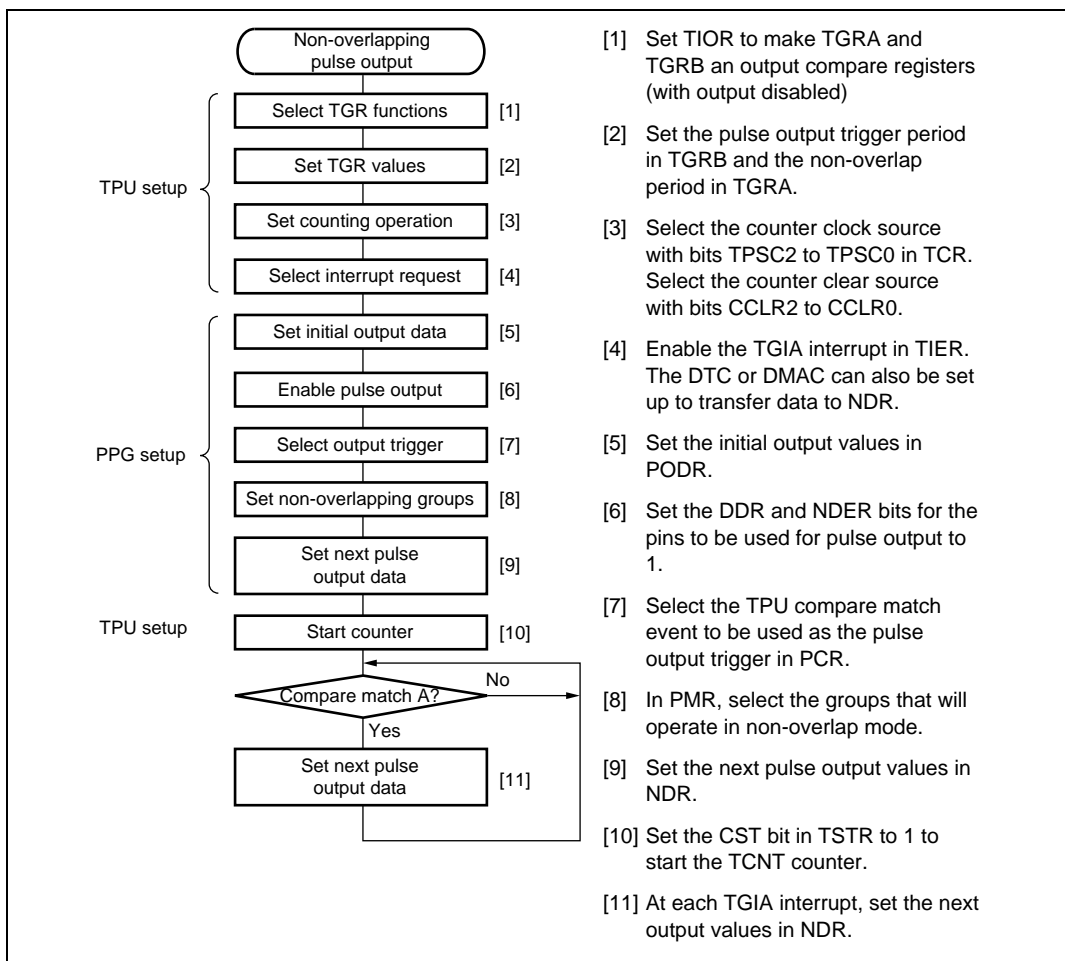 Non-overlapping
pulse output
Select TGR functions [1]
Set TGR values [2]
TPU setup
Set counting operation [3]
Select interrupt request [4]
Set initial output data [5]
Enable pulse output [6]
Select output trigger [7]
PPG setup
Set non-overlapping groups [8]
Set next pulse
output data
[9]
TPU setup
Start counter [10]
Compare match A?
No
Yes
Set next pulse
output data
[11]
[1] Set TIOR to make TGRA and
TGRB an output compare registers
(with output disabled)
[2] Set the pulse output trigger period
in TGRB and the non-overlap
period in TGRA.
[3] Select the counter clock source
with bits TPSC2 to TPSC0 in TCR.
Select the counter clear source
with bits CCLR2 to CCLR0.
[4] Enable the TGIA interrupt in TIER.
The DTC or DMAC can also be set
up to transfer data to NDR.
[5] Set the initial output values in
PODR.
[6] Set the DDR and NDER bits for the
pins to be used for pulse output to
1.
[7] Select the TPU compare match
event to be used as the pulse
output trigger in PCR.
[8] In PMR, select the groups that will
operate in non-overlap mode.
[9] Set the next pulse output values in
NDR.
[10] Set the CST bit in TSTR to 1 to
start the TCNT counter.
[11] At each TGIA interrupt, set the next
output values in NDR.